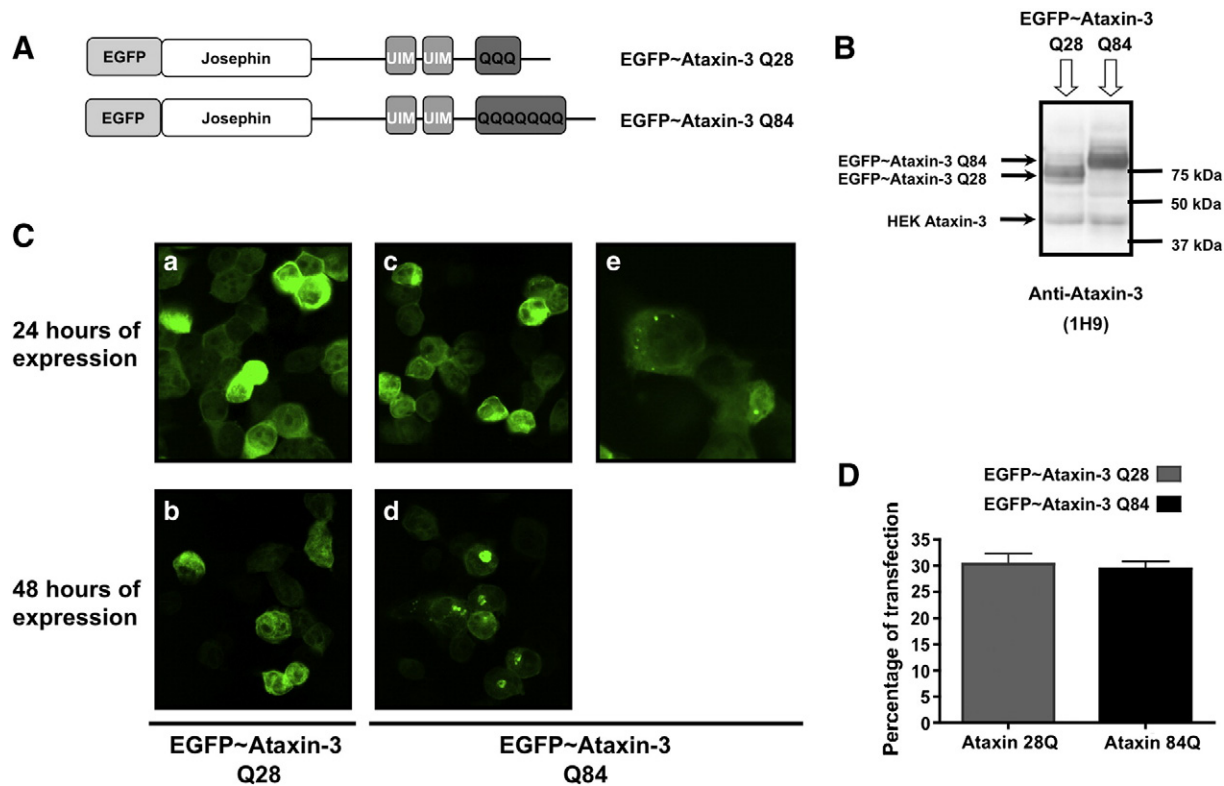 A
EGFP
Josephin
UIM
UIM
QQQ
EGFP~Ataxin-3 Q28
EGFP
Josephin
UIM
UIM
QQQQQQQ
EGFP~Ataxin-3 Q84
B
EGFP~Ataxin-3
Q28
Q84
EGFP~Ataxin-3 Q84
EGFP~Ataxin-3 Q28
HEK Ataxin-3
75 kDa
50 kDa
37 kDa
Anti-Ataxin-3
(1H9)
C
24 hours of
expression
a
c
e
48 hours of
expression
b
d
EGFP~Ataxin-3
Q28
EGFP~Ataxin-3
Q84
D
EGFP~Ataxin-3 Q28
EGFP~Ataxin-3 Q84
Percentage of transfection
35
30
25
20
15
10
5
0
Ataxin 28Q
Ataxin 84Q